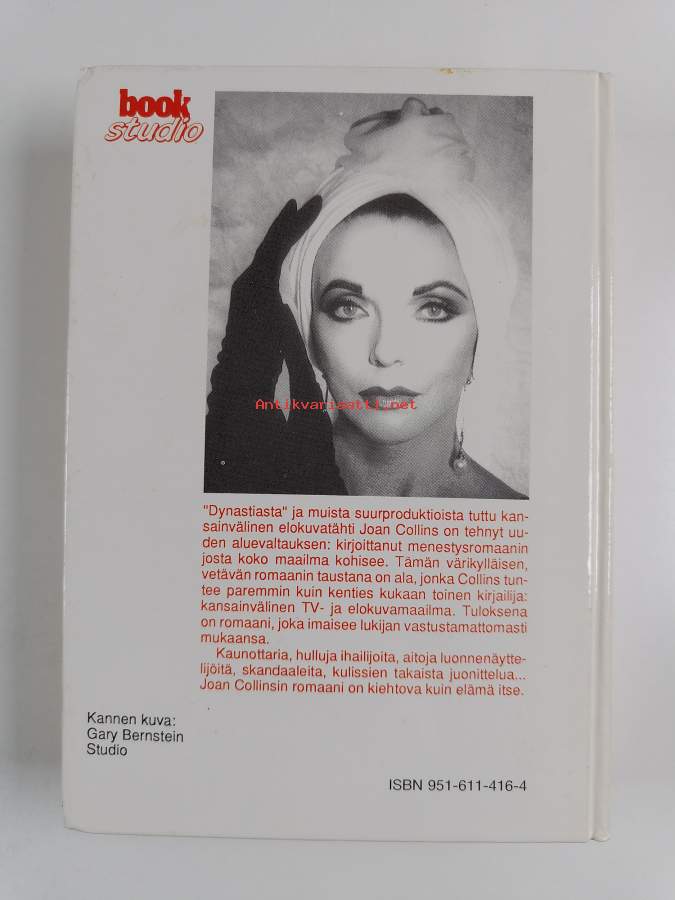 book
studio
Antikvariaatti.net
"Dynastiasta" ja muista suurproduktioista tuttu kan-
sainvälinen elokuvatähti Joan Collins on tehnyt uu-
den aluevaltauksen: kirjoittanut menestysromaanin
josta koko maailma kohisee. Tämän värikylläisen,
vetävän romaanin taustana on ala, jonka Collins tun-
tee paremmin kuin kenties kukaan toinen kirjailija:
kansainvälinen TV- ja elokuvamaailma. Tuloksena
on romaani, joka imaisee lukijan vastustamattomasti
mukaansa.
Kaunottaria, hulluja ihailijoita, aitoja luonnenäytte-
lijöitä, skandaaleita, kulissien takaista juonittelua...
Joan Collinsin romaani on kiehtova kuin elämä itse.
Kannen kuva:
Gary Bernstein
Studio
ISBN 951-611-416-4